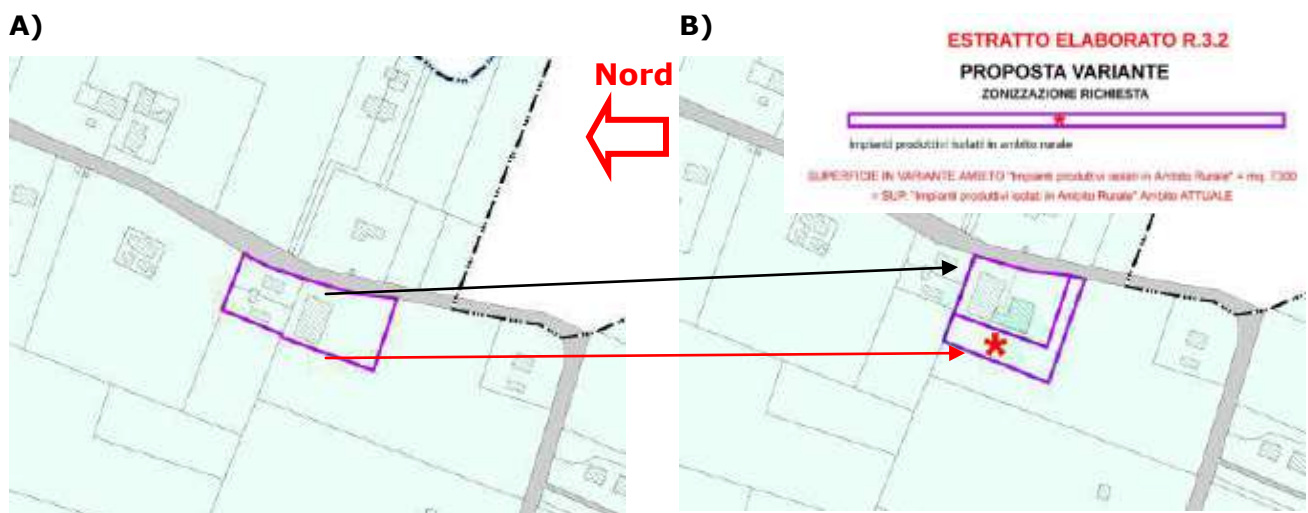 A)
Nord
B)
ESTRATTO ELABORATO R.3.2
PROPOSTA VARIANTE
ZONIZZAZIONE RICHIESTA
*
Impianti produttivi isolati in ambito rurale
SUPERFICIE IN VARIANTE AMBITO "Impianti produttivi isolati in Ambito Rurale" = mq. 7300
= SUP. "Impianti produttivi isolati in Ambito Rurale" Ambito ATTUALE
*